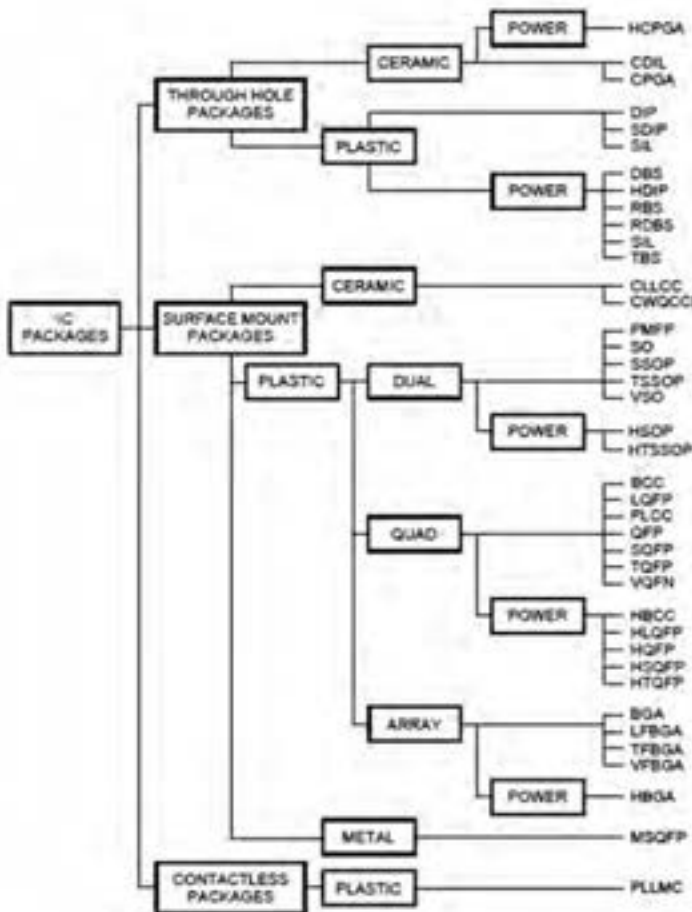 POWER
HCPGA
CERAMIC
CDIL
CPGA
THROUGH HOLE
PACKAGES
DIP
SDIP
SIL
PLASTIC
DBS
HDIP
RBS
RDBS
SIL
TBS
POWER
CERAMIC
CLLCC
CWQCC
IC
PACKAGES
SURFACE MOUNT
PACKAGES
PMFP
SO
SSOP
TSSOP
VSO
PLASTIC
DUAL
POWER
HSOP
HTSSOP
BCC
LQFP
PLCC
QFP
SQFP
TQFP
VQFN
QUAD
POWER
HBCC
HLQFP
HQFP
HSQFP
HTQFP
ARRAY
BGA
LFBGA
TFBGA
VFBGA
POWER
HBGA
METAL
MSQFP
CONTACTLESS
PACKAGES
PLASTIC
PLLMC